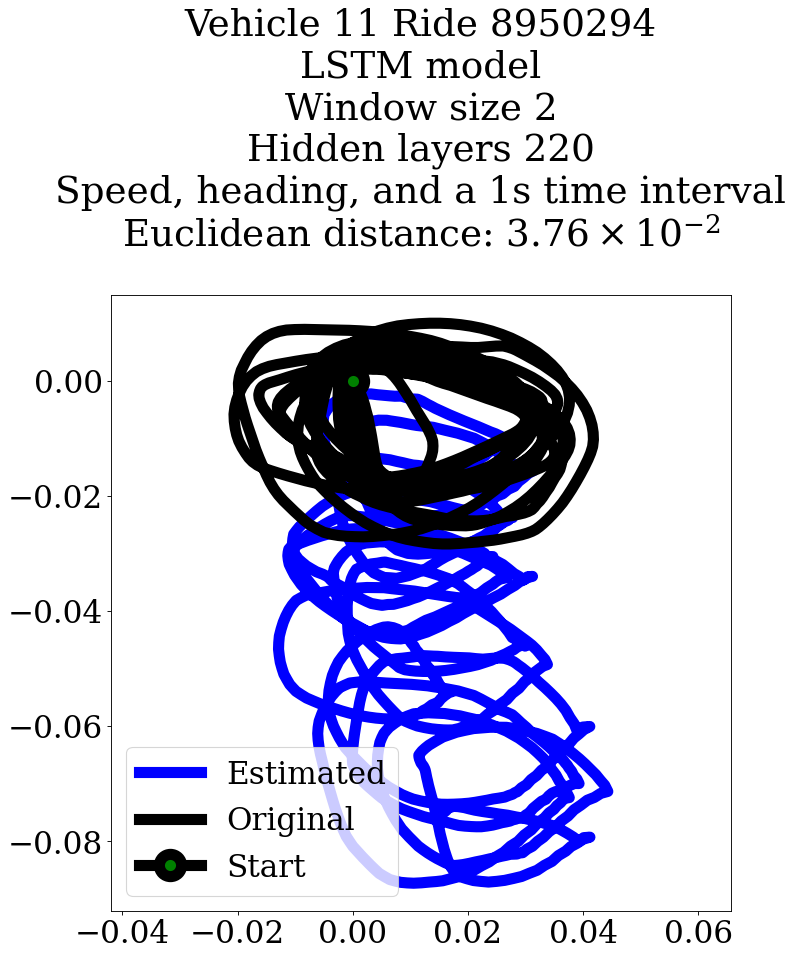 Vehicle 11 Ride 8950294
LSTM model
Window size 2
Hidden layers 220
Speed, heading, and a 1s time interval
Euclidean distance: 3.76 × 10⁻²
0.00
−0.02
−0.04
−0.06
−0.08
Estimated
Original
Start
−0.04 −0.02 0.00 0.02 0.04 0.06